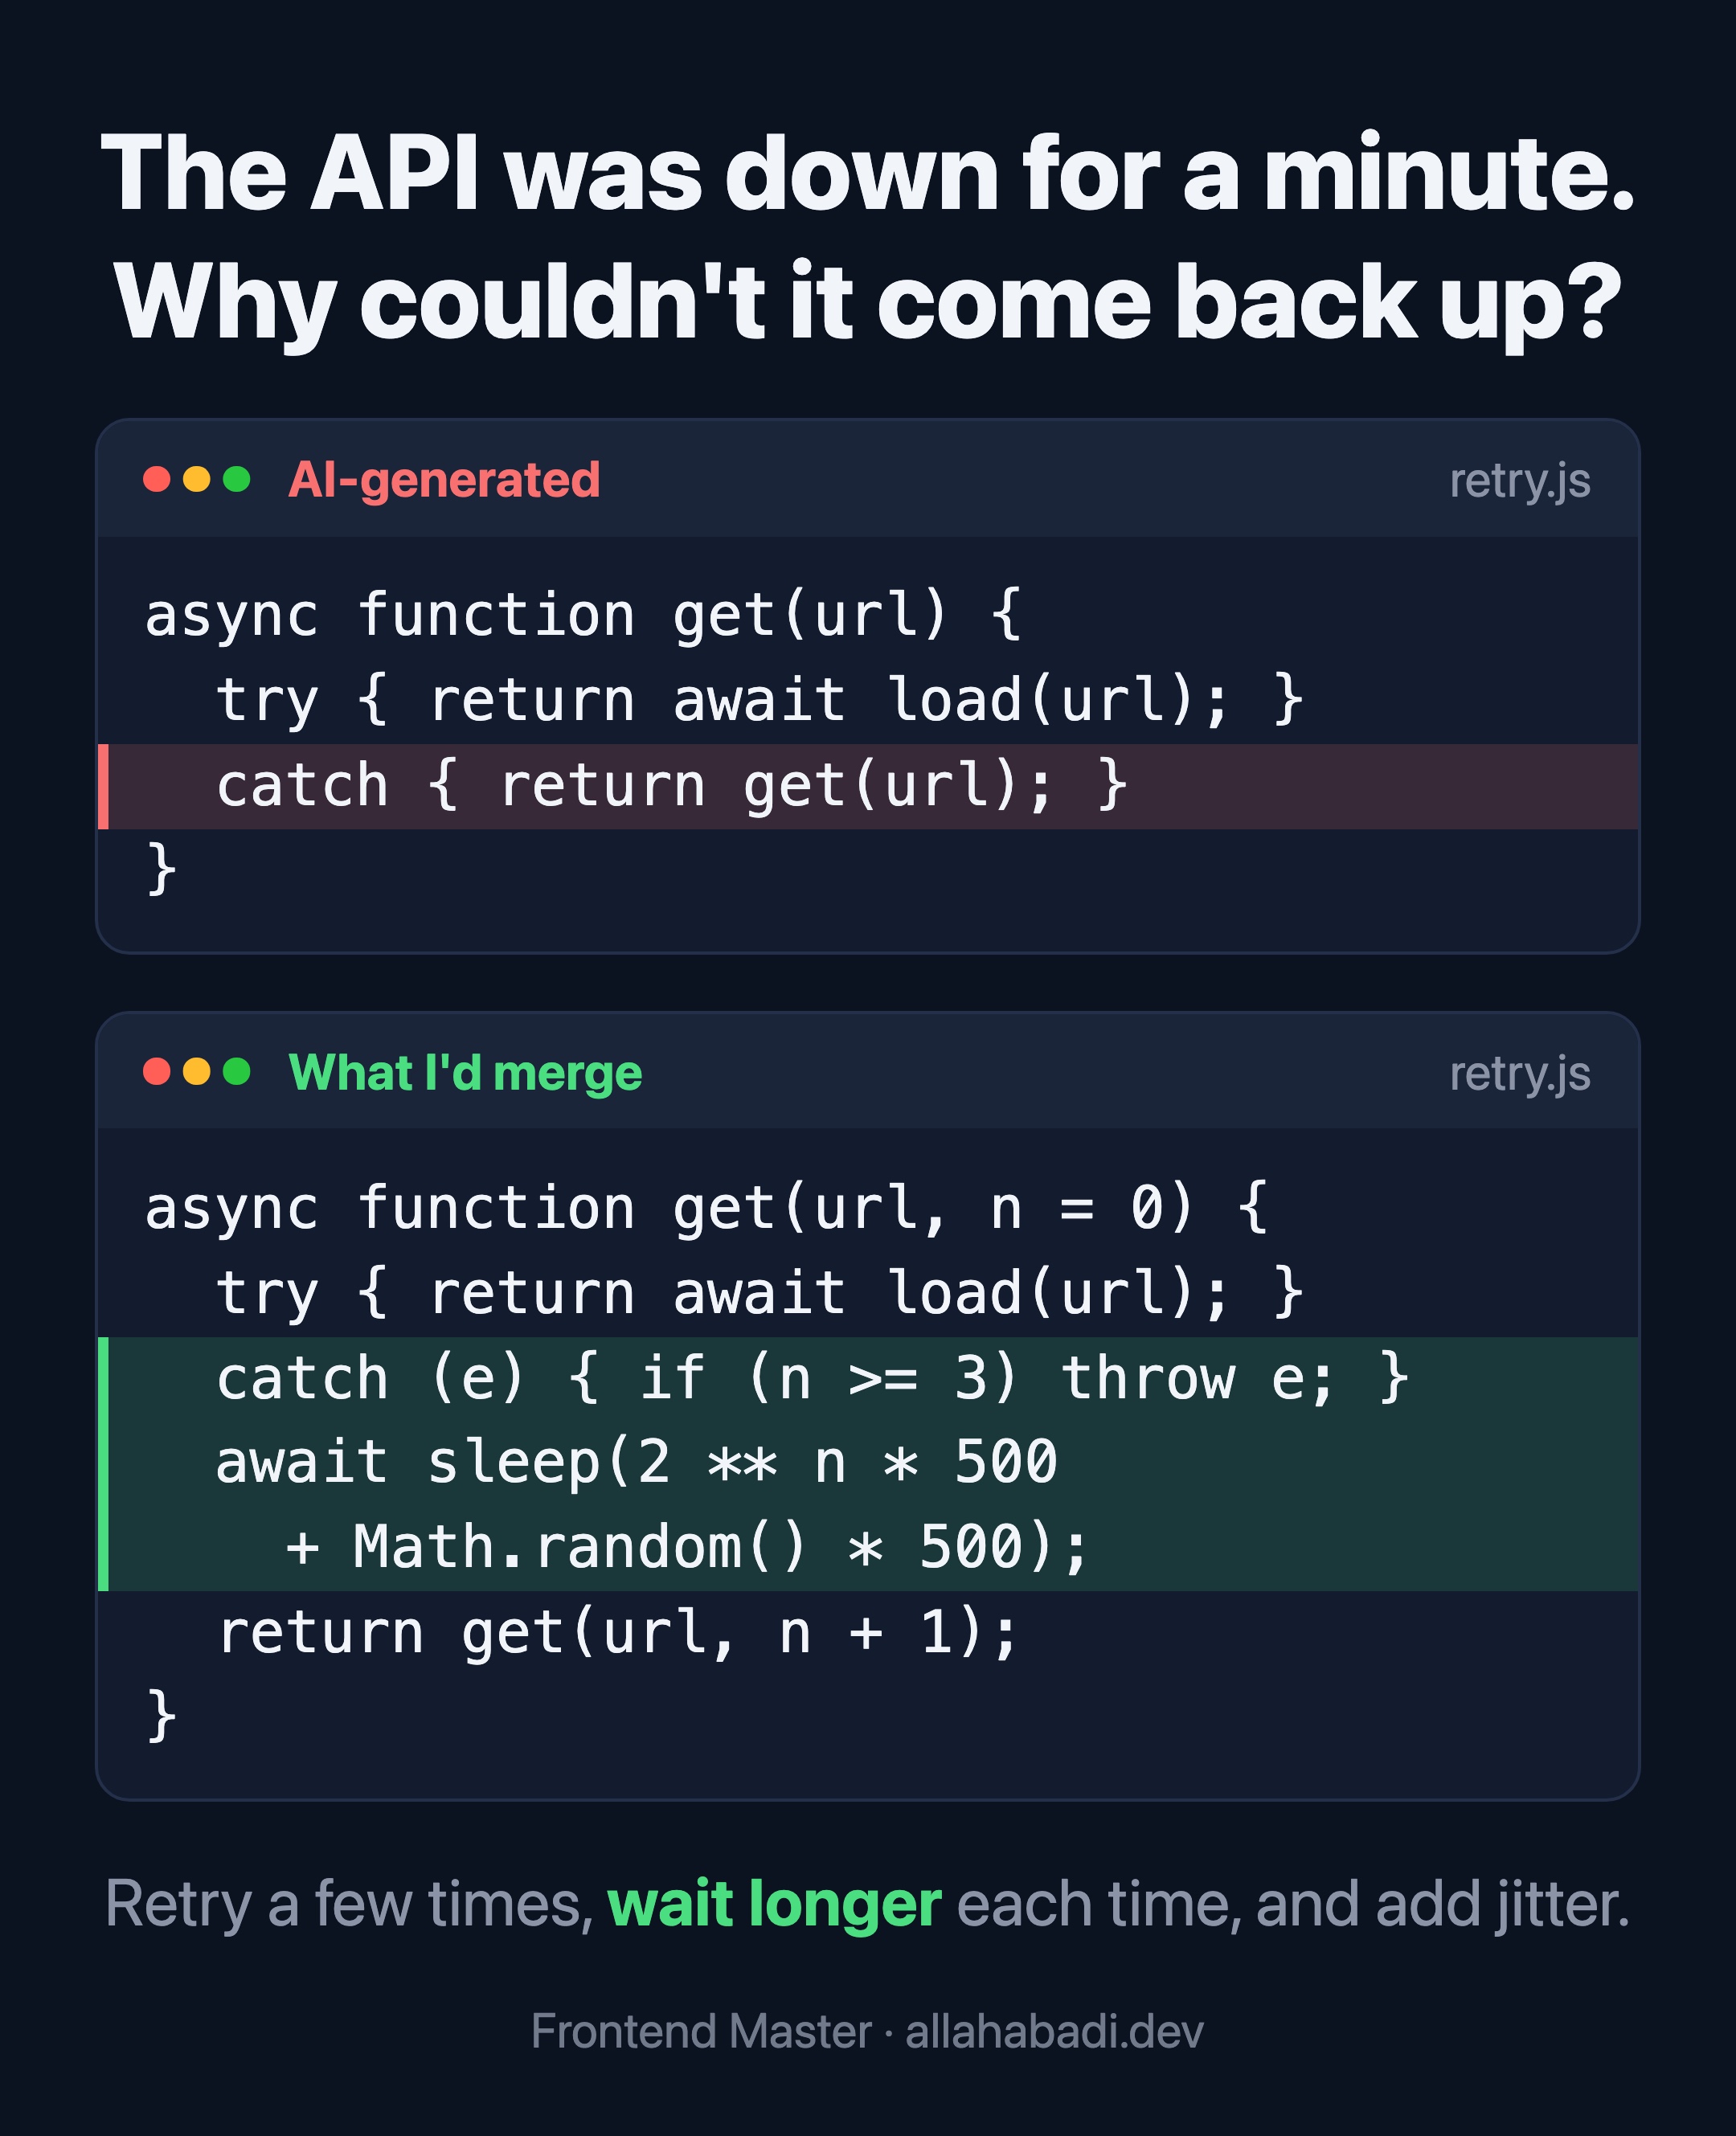 The API was down for a minute.
Why couldn't it come back up?
AI-generated
retry.js
async function get(url) {
  try { return await load(url); }
  catch { return get(url); }
}
What I'd merge
retry.js
async function get(url, n = 0) {
  try { return await load(url); }
  catch (e) { if (n >= 3) throw e; }
  await sleep(2 ** n * 500
    + Math.random() * 500);
  return get(url, n + 1);
}
Retry a few times, wait longer each time, and add jitter.
Frontend Master · allahabadi.dev